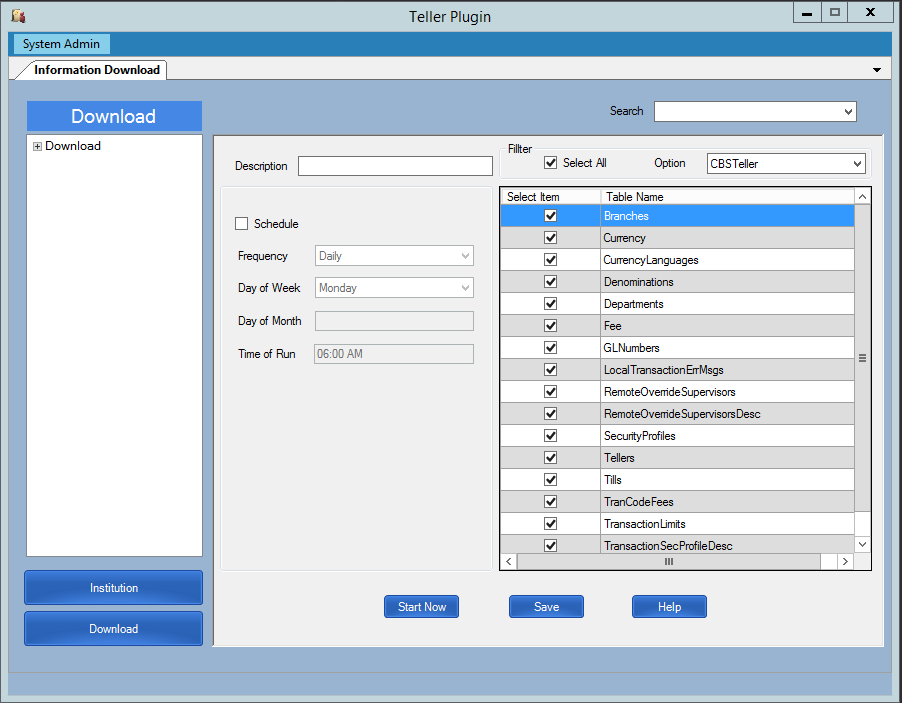 Teller Plugin
System Admin
Information Download
Download
Search
Download
Description
Filter
Select All
Option
CBSTeller
Schedule
Frequency
Daily
Day of Week
Monday
Day of Month
Time of Run
06:00 AM
Select Item
Table Name
Branches
Currency
CurrencyLanguages
Denominations
Departments
Fee
GLNumbers
LocalTransactionErrMsgs
RemoteOverrideSupervisors
RemoteOverrideSupervisorsDesc
SecurityProfiles
Tellers
Tills
TranCodeFees
TransactionLimits
TransactionSecProfileDesc
Institution
Download
Start Now
Save
Help